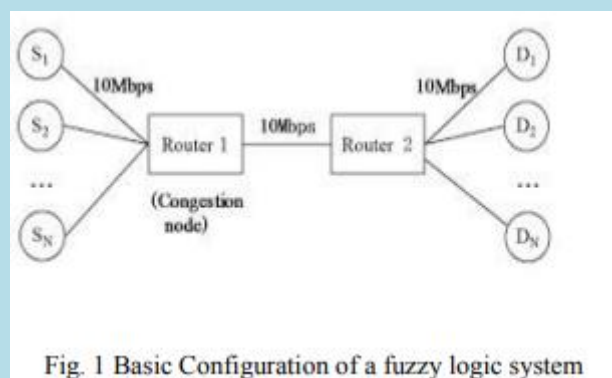 S1
D1
10Mbps
10Mbps
S2
D2
Router 1
10Mbps
Router 2
...
...
(Congestion
node)
SN
DN
Fig. 1 Basic Configuration of a fuzzy logic system